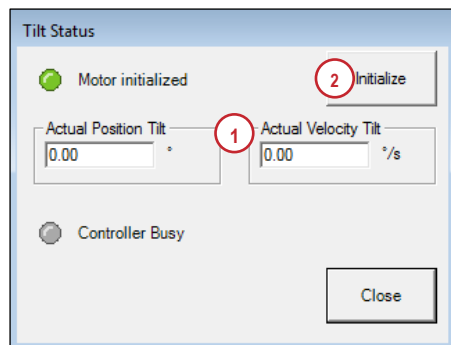 Tilt Status
Motor initialized
2 Initialize
Actual Position Tilt 1 Actual Velocity Tilt
0.00 ° 0.00 °/s
Controller Busy
Close